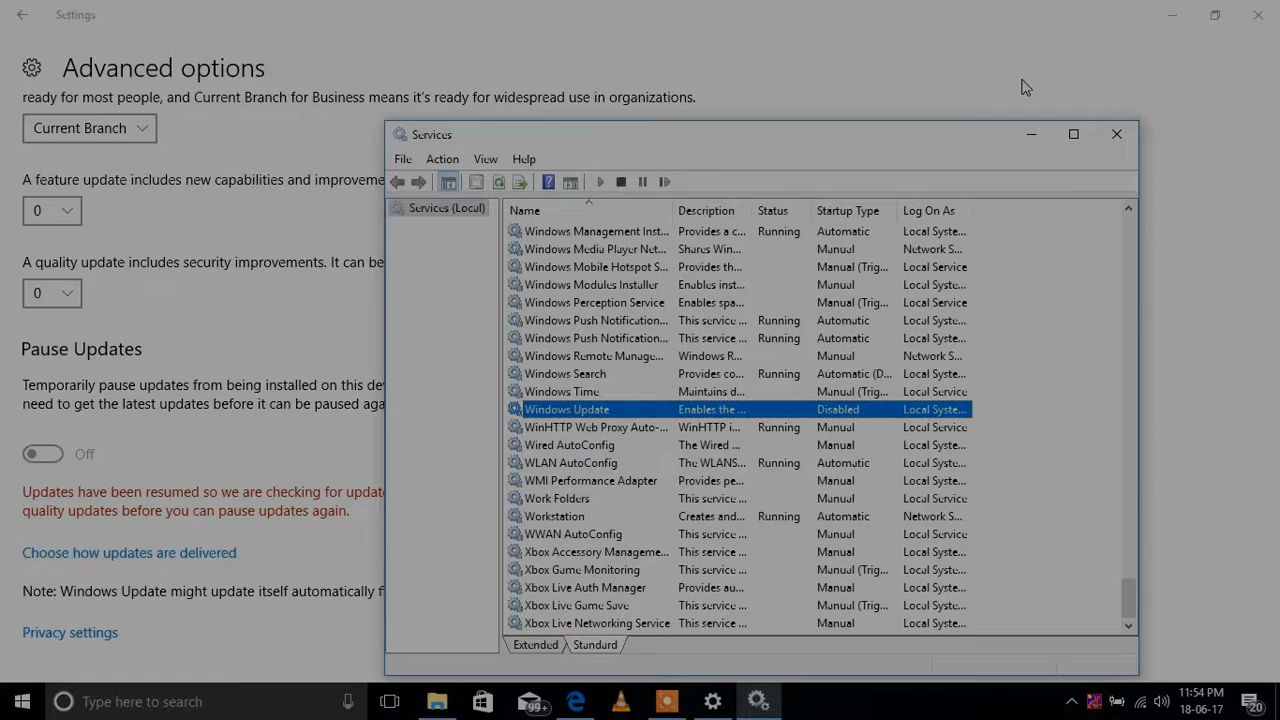 Settings
Advanced options
ready for most people, and Current Branch for Business means it's ready for widespread use in organizations.
Current Branch
A feature update includes new capabilities and improveme
0
A quality update includes security improvements. It can be
0
Pause Updates
Temporarily pause updates from being installed on this dev
need to get the latest updates before it can be paused aga
Off
Updates have been resumed so we are checking for update
quality updates before you can pause updates again.
Choose how updates are delivered
Note: Windows Update might update itself automatically f
Privacy settings
Services
File Action View Help
Services (Local)
Name Description Status Startup Type Log On As
Windows Management Inst... Provides a c... Running Automatic Local Syste...
Windows Media Player Net... Shares Win... Manual Network S...
Windows Mobile Hotspot S... Provides th... Manual (Trig... Local Service
Windows Modules Installer Enables inst... Manual Local Syste...
Windows Perception Service Enables spa... Manual (Trig... Local Service
Windows Push Notification... This service ... Running Automatic Local Syste...
Windows Push Notification... This service ... Running Automatic Local Syste...
Windows Remote Manage... Windows R... Manual Network S...
Windows Search Provides co... Running Automatic (D... Local Syste...
Windows Time Maintains d... Manual (Trig... Local Service
Windows Update Enables the ... Disabled Local Syste...
WinHTTP Web Proxy Auto-... WinHTTP i... Running Manual Local Service
Wired AutoConfig The Wired ... Manual Local Syste...
WLAN AutoConfig The WLANS... Running Automatic Local Syste...
WMI Performance Adapter Provides pe... Manual Local Syste...
Work Folders This service ... Manual Local Service
Workstation Creates and... Running Automatic Network S...
WWAN AutoConfig This service ... Manual Local Service
Xbox Accessory Manageme... This service ... Manual Local Syste...
Xbox Game Monitoring This service ... Manual (Trig... Local Syste...
Xbox Live Auth Manager Provides au... Manual Local Syste...
Xbox Live Game Save This service ... Manual (Trig... Local Syste...
Xbox Live Networking Service This service ... Manual Local Syste...
Extended Standard
Type here to search
99+
11:54 PM
18-06-17
20